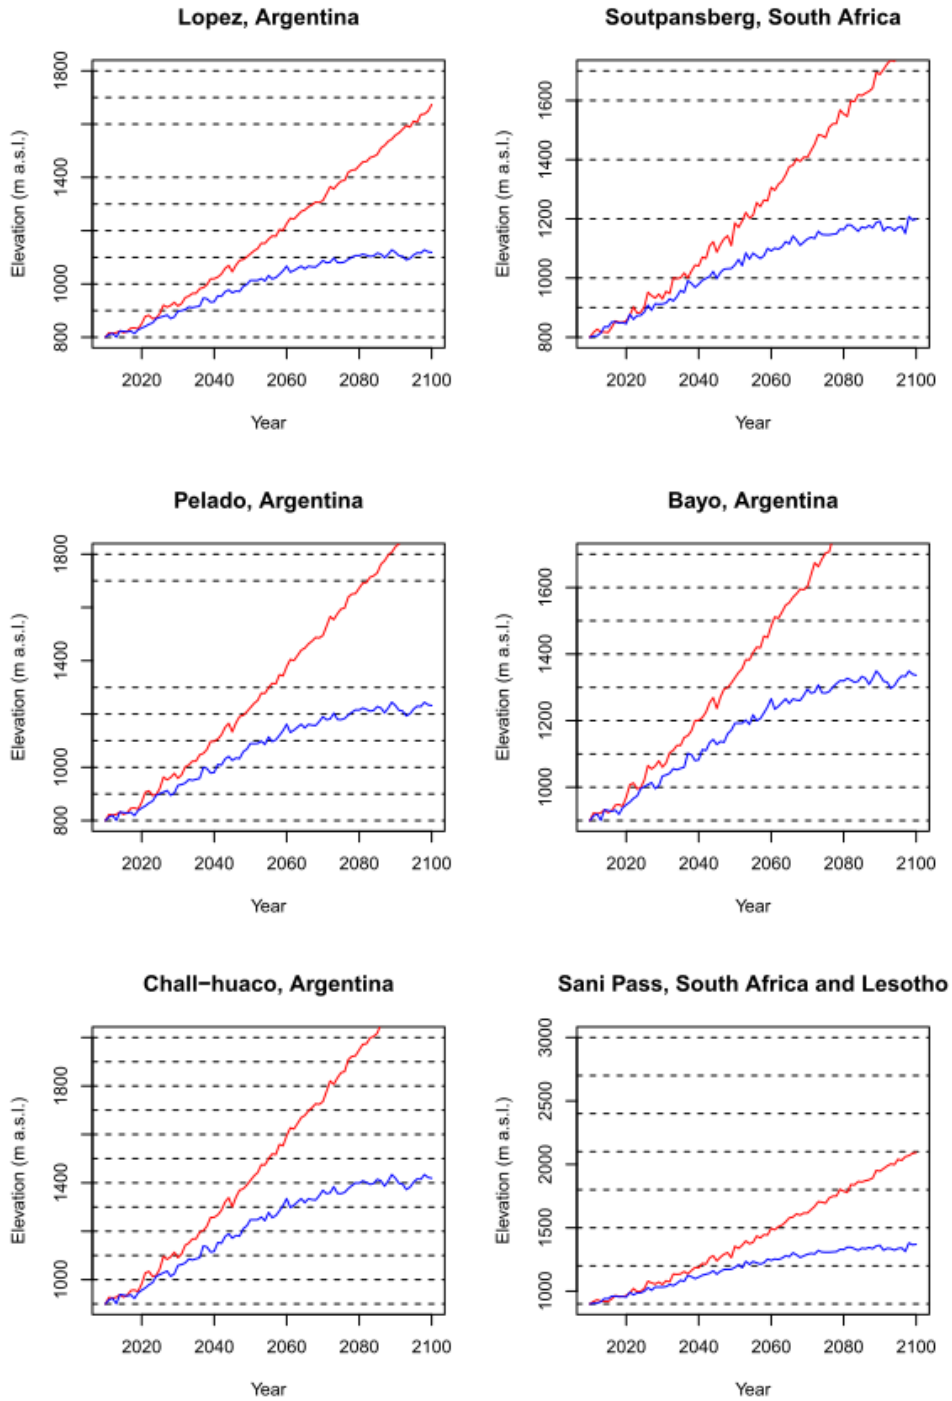 Lopez, Argentina
Elevation (m a.s.l.)
1800
1400
1000
800
2020 2040 2060 2080 2100
Year
Soutpansberg, South Africa
Elevation (m a.s.l.)
1600
1400
1200
1000
800
2020 2040 2060 2080 2100
Year
Pelado, Argentina
Elevation (m a.s.l.)
1800
1400
1000
800
2020 2040 2060 2080 2100
Year
Bayo, Argentina
Elevation (m a.s.l.)
1600
1400
1200
1000
2020 2040 2060 2080 2100
Year
Chall-huaco, Argentina
Elevation (m a.s.l.)
1800
1400
1000
2020 2040 2060 2080 2100
Year
Sani Pass, South Africa and Lesotho
Elevation (m a.s.l.)
3000
2500
2000
1500
1000
2020 2040 2060 2080 2100
Year